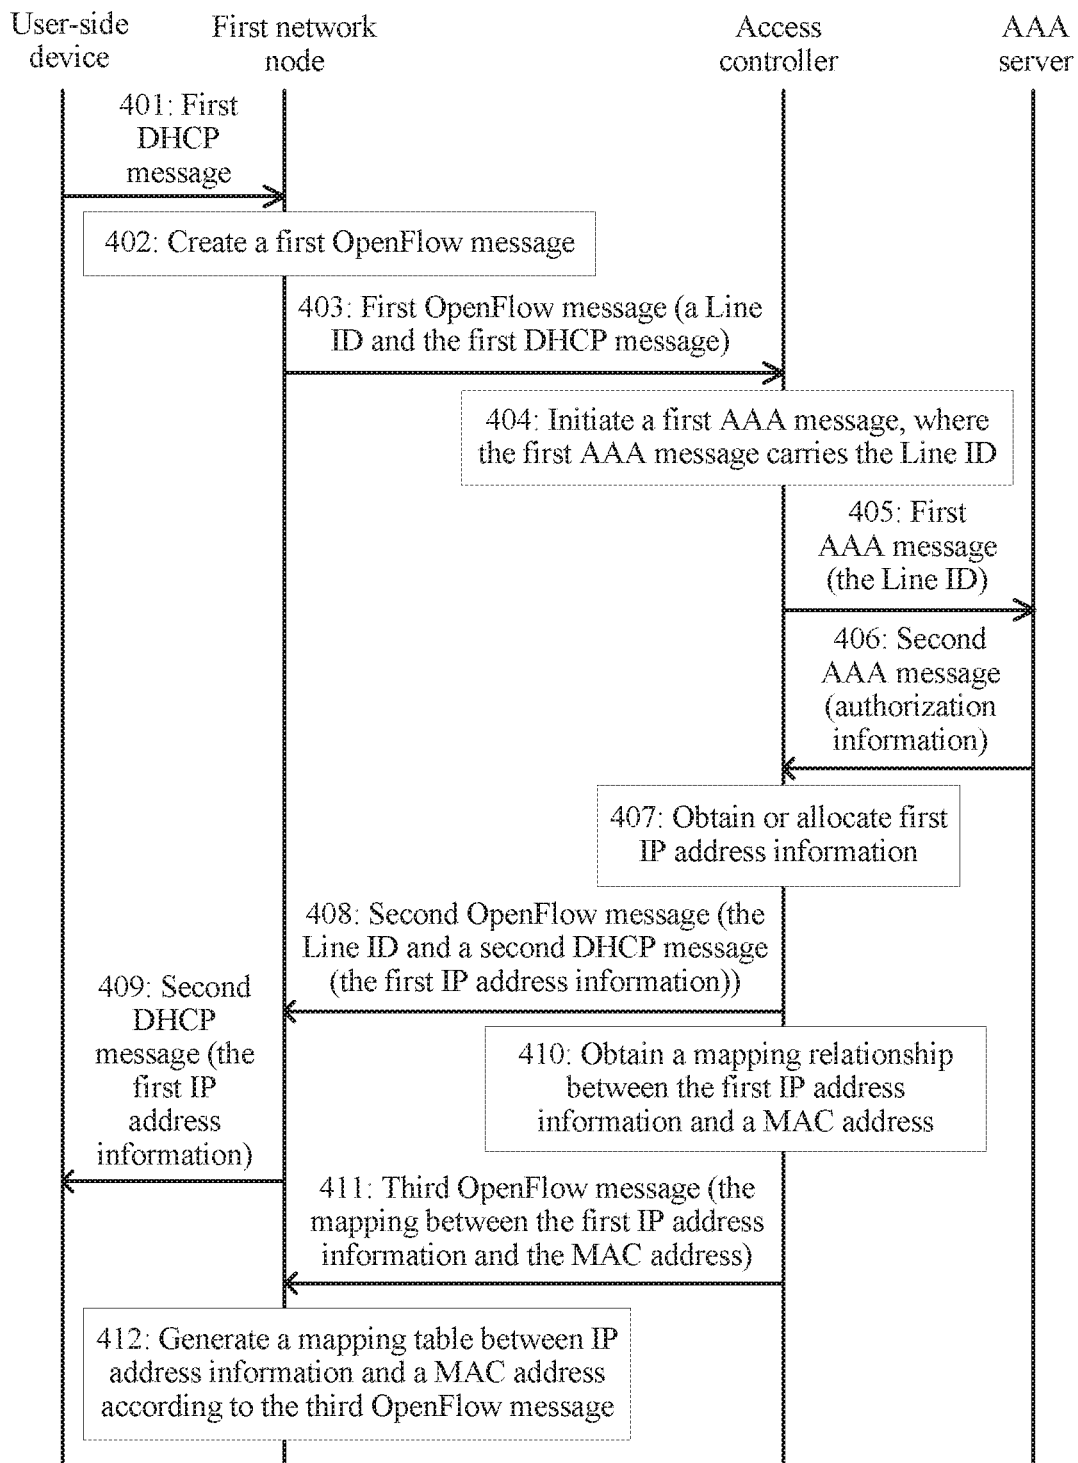 User-side
device
First network
node
Access
controller
AAA
server
401: First
DHCP
message
402: Create a first OpenFlow message
403: First OpenFlow message (a Line
ID and the first DHCP message)
404: Initiate a first AAA message, where
the first AAA message carries the Line ID
405: First
AAA message
(the Line ID)
406: Second
AAA message
(authorization
information)
407: Obtain or allocate first
IP address information
408: Second OpenFlow message (the
Line ID and a second DHCP message
(the first IP address information))
409: Second
DHCP
message (the
first IP
address
information)
410: Obtain a mapping relationship
between the first IP address
information and a MAC address
411: Third OpenFlow message (the
mapping between the first IP address
information and the MAC address)
412: Generate a mapping table between IP
address information and a MAC address
according to the third OpenFlow message